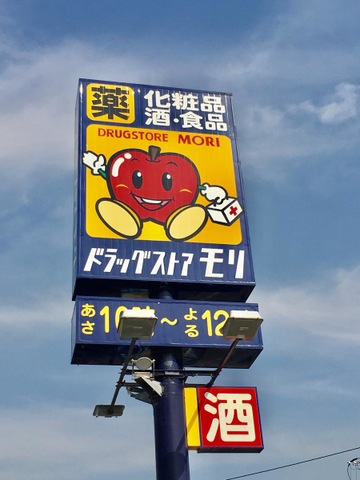 薬
化粧品
酒・食品
DRUGSTORE MORI
ドラッグストア モリ
あさ10 〜 よる12
酒